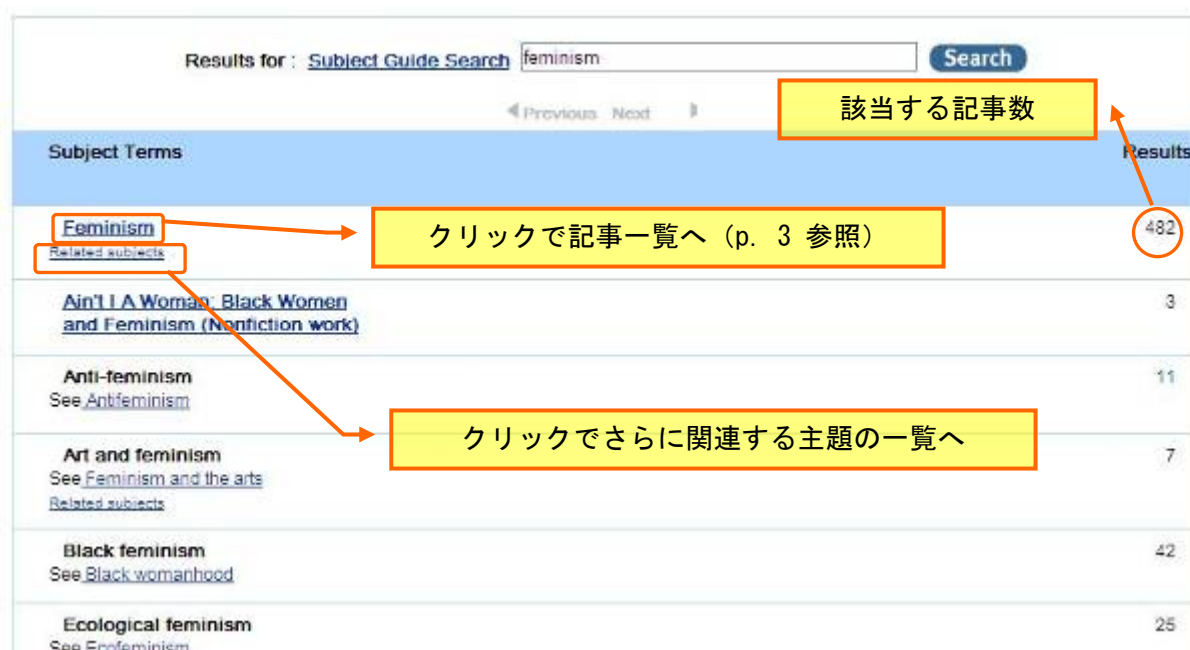 Results for : Subject Guide Search feminism Search
Previous Next
該当する記事数
Subject Terms Results
Feminism 482
クリックで記事一覧へ（p. 3 参照）
Related subjects
Ain't I A Woman: Black Women 3
and Feminism (Nonfiction work)
Anti-feminism 11
See Antifeminism
クリックでさらに関連する主題の一覧へ
Art and feminism 7
See Feminism and the arts
Related subjects
Black feminism 42
See Black womanhood
Ecological feminism 25
See Ecofeminism